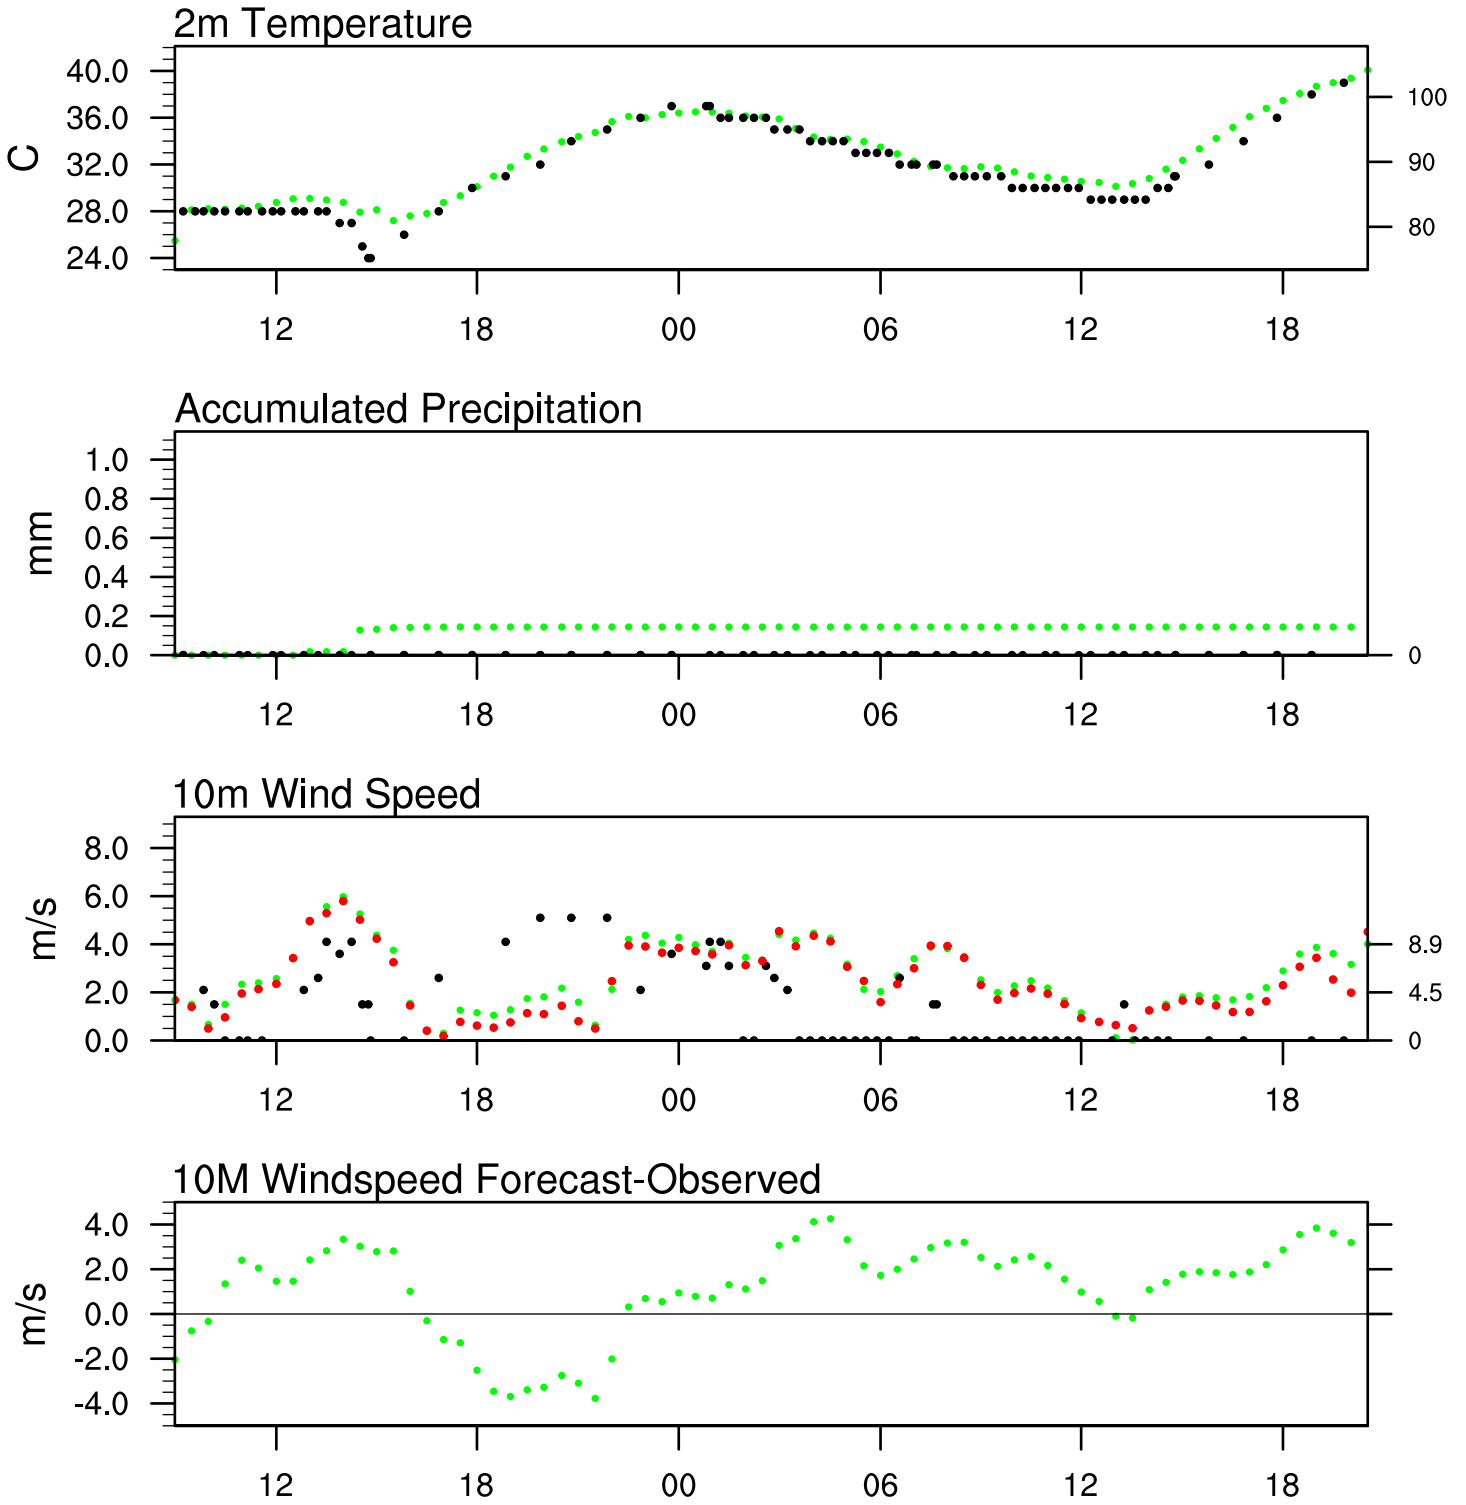 2m Temperature
C
40.0
36.0
32.0
28.0
24.0
100
90
80
12 18 00 06 12 18
Accumulated Precipitation
mm
1.0
0.8
0.6
0.4
0.2
0.0
0
12 18 00 06 12 18
10m Wind Speed
m/s
8.0
6.0
4.0
2.0
0.0
8.9
4.5
0
12 18 00 06 12 18
10M Windspeed Forecast-Observed
m/s
4.0
2.0
0.0
-2.0
-4.0
12 18 00 06 12 18